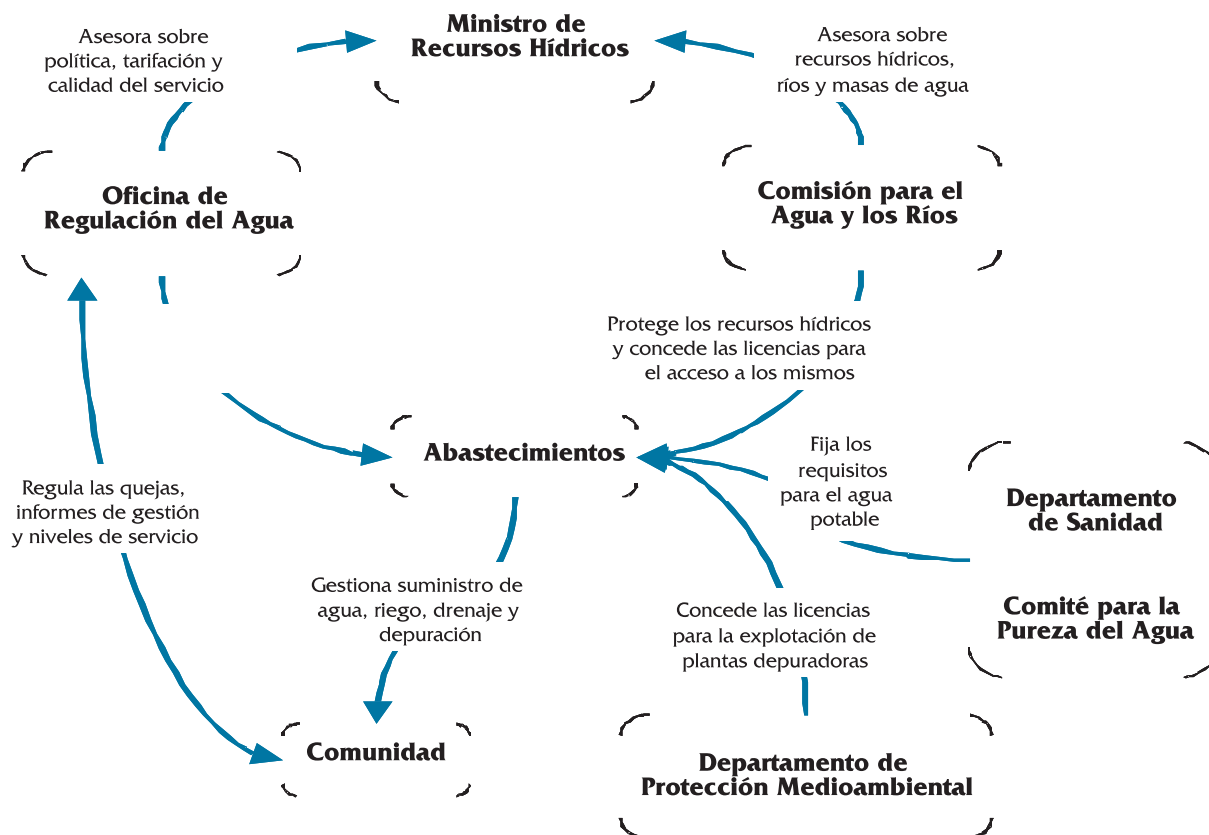 Asesora sobre
política, tarifación y
calidad del servicio
Ministro de
Recursos Hídricos
Asesora sobre
recursos hídricos,
ríos y masas de agua
Oficina de
Regulación del Agua
Comisión para el
Agua y los Ríos
Protege los recursos hídricos
y concede las licencias para
el acceso a los mismos
Abastecimientos
Fija los
requisitos
para el agua
potable
Departamento
de Sanidad
Comité para la
Pureza del Agua
Regula las quejas,
informes de gestión
y niveles de servicio
Gestiona suministro de
agua, riego, drenaje y
depuración
Concede las licencias
para la explotación de
plantas depuradoras
Comunidad
Departamento de
Protección Medioambiental